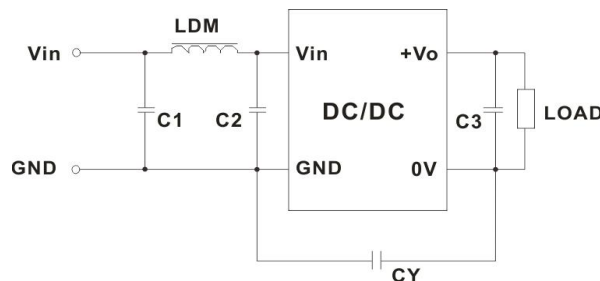 LDM
Vin
Vin
+Vo
C1
C2
DC/DC
C3
LOAD
GND
GND
0V
CY